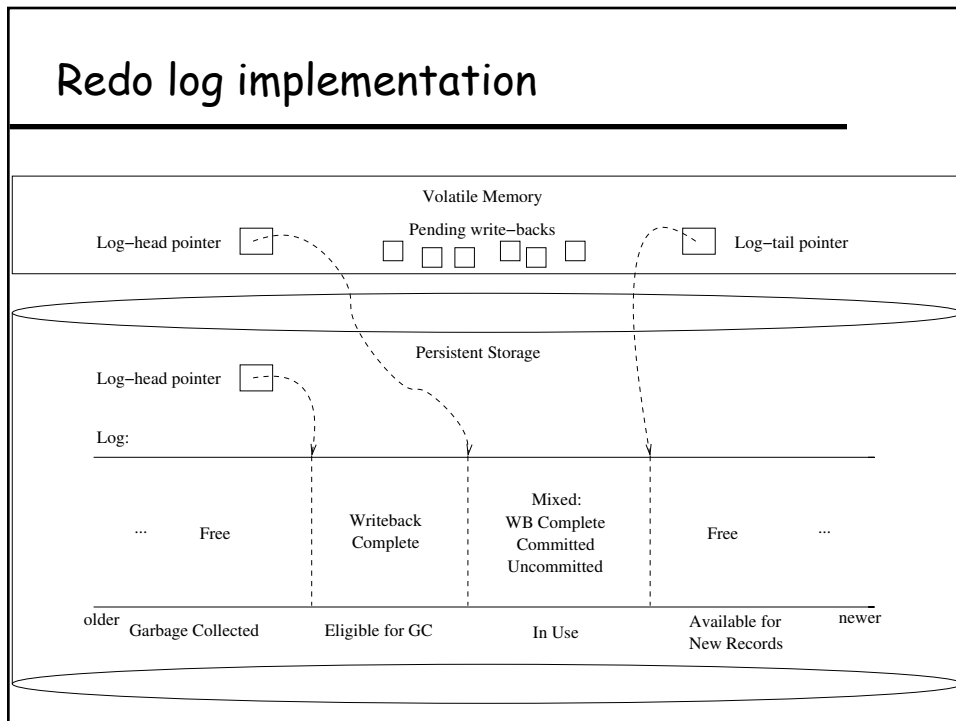 Redo log implementation
Volatile Memory
Pending write−backs
Log−head pointer
Log−tail pointer
Persistent Storage
Log−head pointer
Log:
... Free
Writeback
Complete
Mixed:
WB Complete
Committed
Uncommitted
Free ...
older
Garbage Collected
Eligible for GC
In Use
Available for
New Records
newer